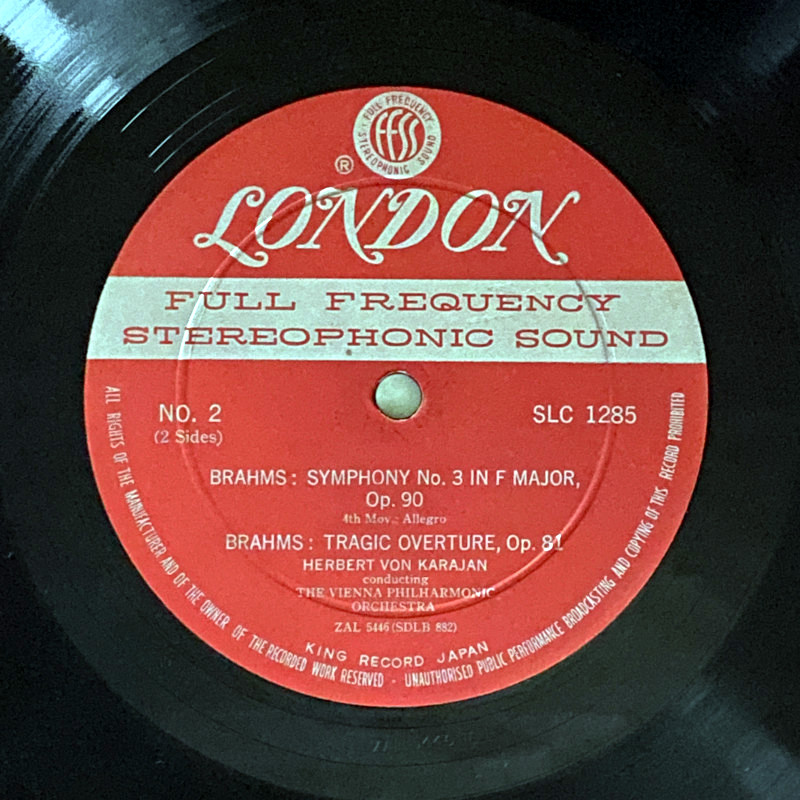 FULL FREQUENCY
STEREOPHONIC SOUND
FFSS
®
LONDON
FULL FREQUENCY
STEREOPHONIC SOUND
NO. 2
(2 Sides)
SLC 1285
BRAHMS: SYMPHONY No. 3 IN F MAJOR,
Op. 90
4th Mov.: Allegro
BRAHMS: TRAGIC OVERTURE, Op. 81
HERBERT VON KARAJAN
conducting
THE VIENNA PHILHARMONIC
ORCHESTRA
ZAL 5446 (SDLB 882)
KING RECORD JAPAN
ALL RIGHTS OF THE MANUFACTURER AND OF THE OWNER OF THE RECORDED WORK RESERVED · UNAUTHORISED PUBLIC PERFORMANCE BROADCASTING AND COPYING OF THIS RECORD PROHIBITED